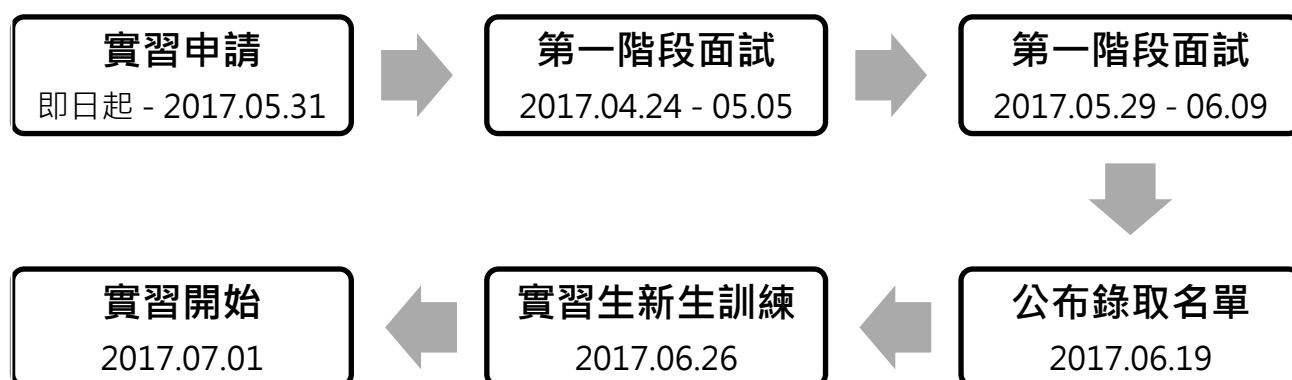 實習申請
即日起 - 2017.05.31
第一階段面試
2017.04.24 - 05.05
第一階段面試
2017.05.29 - 06.09
公布錄取名單
2017.06.19
實習生新生訓練
2017.06.26
實習開始
2017.07.01